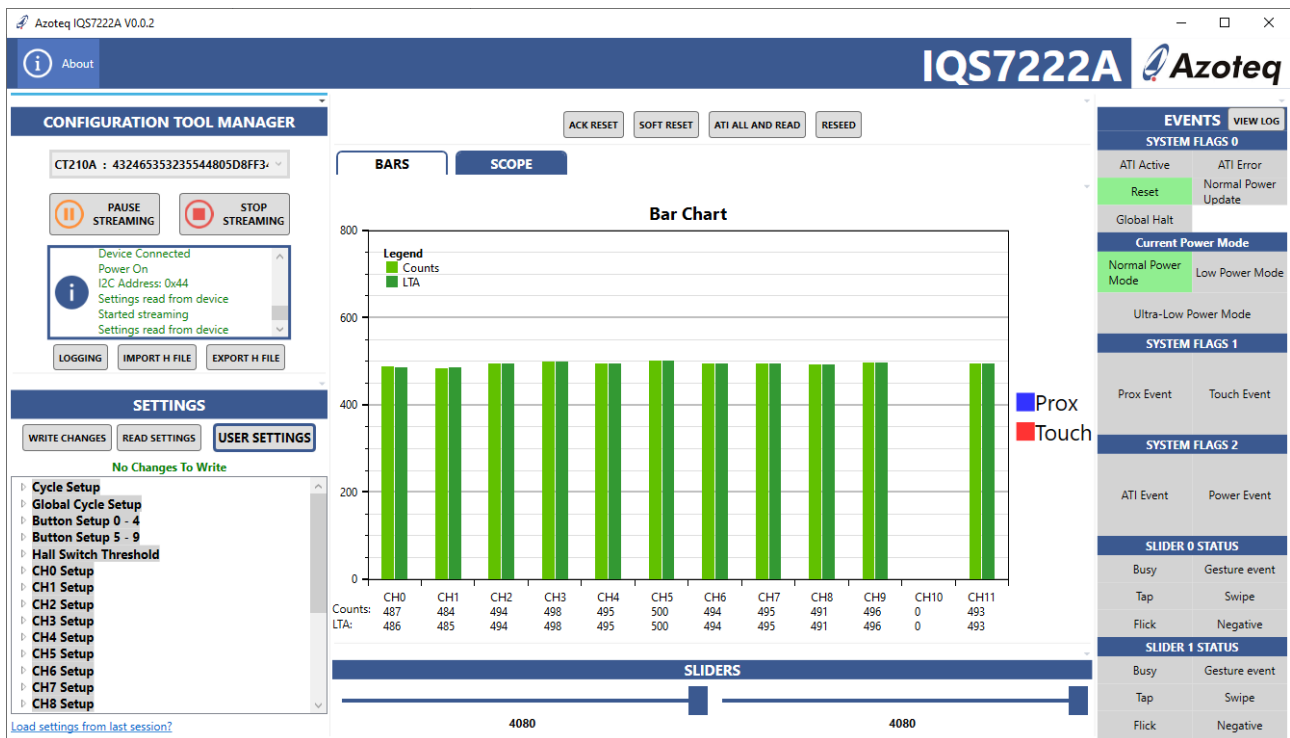 Azoteq IQS7222A V0.0.2
About
IQS7222A
Azoteq
CONFIGURATION TOOL MANAGER
CT210A : 432465353235544805D8FF34
PAUSE
STREAMING
STOP
STREAMING
Device Connected
Power On
I2C Address: 0x44
Settings read from device
Started streaming
Settings read from device
LOGGING
IMPORT H FILE
EXPORT H FILE
SETTINGS
WRITE CHANGES
READ SETTINGS
USER SETTINGS
No Changes To Write
Cycle Setup
Global Cycle Setup
Button Setup 0 - 4
Button Setup 5 - 9
Hall Switch Threshold
CH0 Setup
CH1 Setup
CH2 Setup
CH3 Setup
CH4 Setup
CH5 Setup
CH6 Setup
CH7 Setup
CH8 Setup
Load settings from last session?
ACK RESET
SOFT RESET
ATI ALL AND READ
RESEED
BARS
SCOPE
Bar Chart
800
600
400
200
0
Legend
Counts
LTA
CH0 CH1 CH2 CH3 CH4 CH5 CH6 CH7 CH8 CH9 CH10 CH11
Counts: 487 484 494 498 495 500 494 495 491 496 0 493
LTA: 486 485 494 498 495 500 494 495 491 496 0 493
Prox
Touch
SLIDERS
4080
4080
EVENTS
VIEW LOG
SYSTEM FLAGS 0
ATI Active
ATI Error
Reset
Normal Power
Update
Global Halt
Current Power Mode
Normal Power
Mode
Low Power Mode
Ultra-Low Power Mode
SYSTEM FLAGS 1
Prox Event
Touch Event
SYSTEM FLAGS 2
ATI Event
Power Event
SLIDER 0 STATUS
Busy
Gesture event
Tap
Swipe
Flick
Negative
SLIDER 1 STATUS
Busy
Gesture event
Tap
Swipe
Flick
Negative